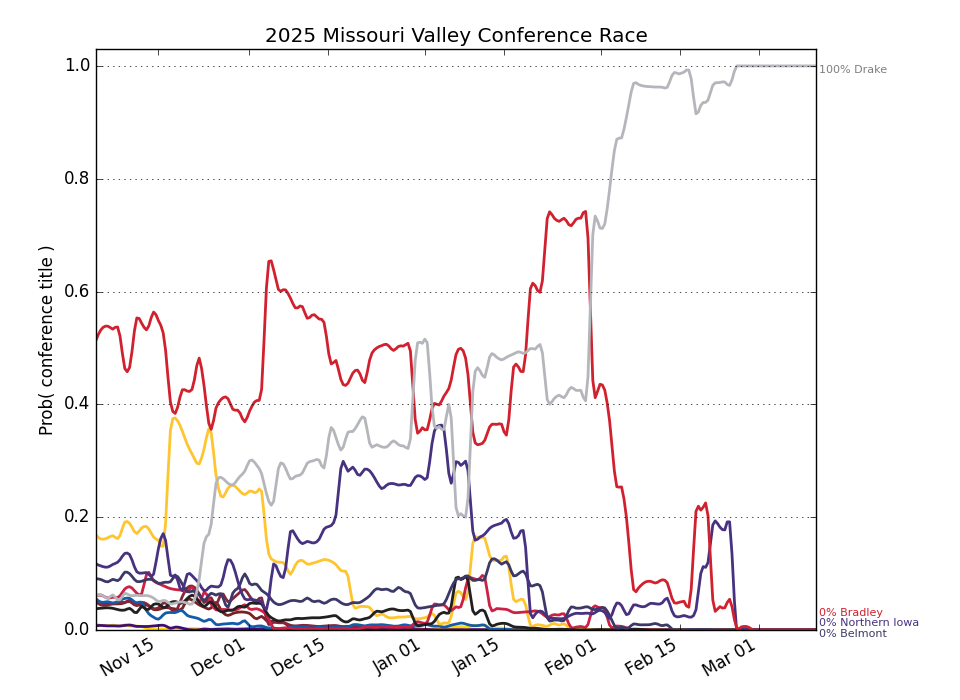 2025 Missouri Valley Conference Race
Prob( conference title )
1.0
0.8
0.6
0.4
0.2
0.0
Nov 15
Dec 01
Dec 15
Jan 01
Jan 15
Feb 01
Feb 15
Mar 01
100% Drake
0% Bradley
0% Northern Iowa
0% Belmont